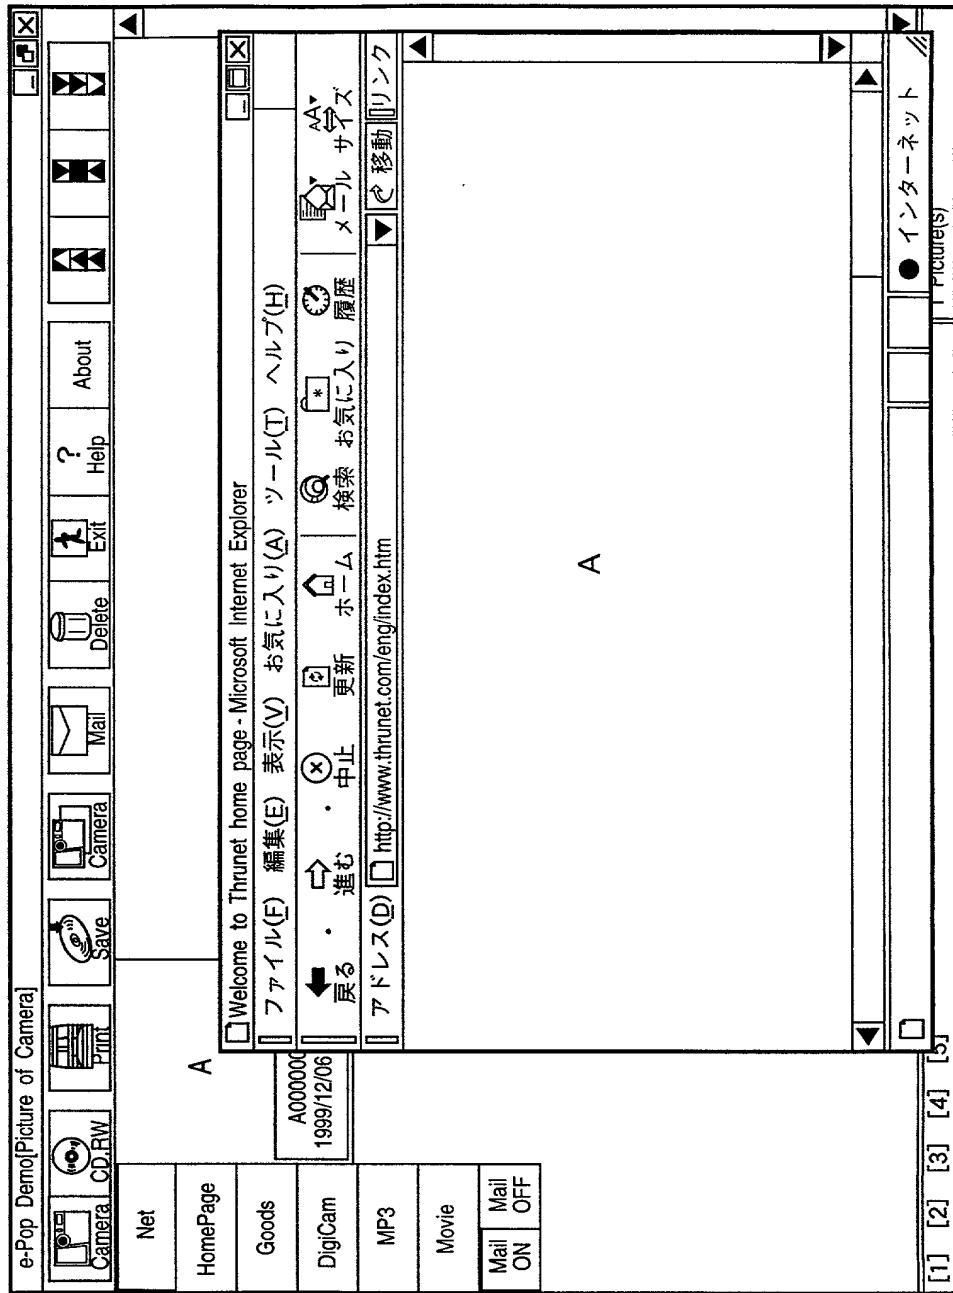 e-Pop Demo[Picture of Camera]
Camera CD.RW Print Save Camera Mail Delete Exit ? Help About
Net
HomePage
Goods
DigiCam
MP3
Movie
Mail ON Mail OFF
A
A000000
1999/12/06
Welcome to Thrunet home page - Microsoft Internet Explorer
ファイル(F) 編集(E) 表示(V) お気に入り(A) ツール(T) ヘルプ(H)
戻る 進む 中止 更新 ホーム 検索 お気に入り 履歴 メール サイズ
アドレス(D) http://www.thrunet.com/eng/index.htm 移動 リンク
A
インターネット
[1] [2] [3] [4] [5] Picture(s)